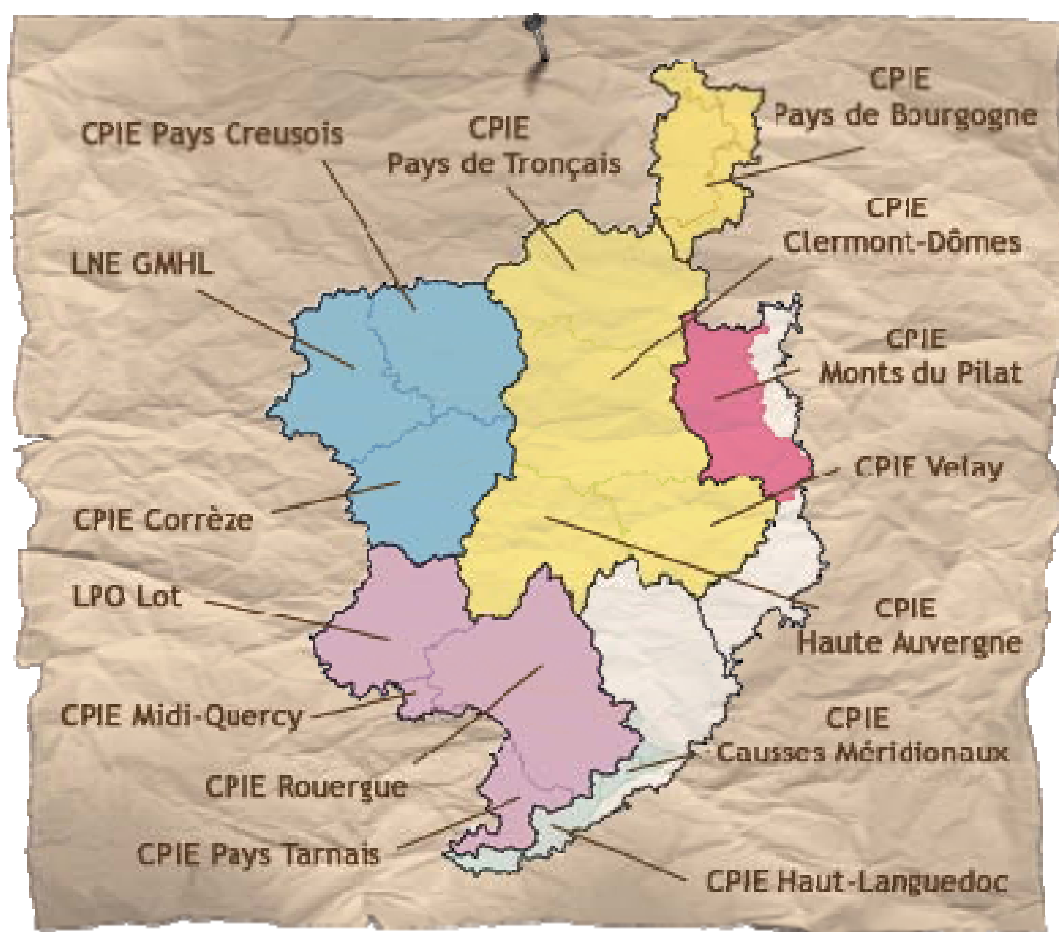 CPIE
Pays de Bourgogne
CPIE Pays Creusois
CPIE
Pays de Tronçais
CPIE
Clermont-Dômes
LNE GMHL
CPIE
Monts du Pilat
CPIE Velay
CPIE Corrèze
LPO Lot
CPIE
Haute Auvergne
CPIE Midi-Quercy
CPIE
Causses Méridionaux
CPIE Rouergue
CPIE Pays Tarnais
CPIE Haut-Languedoc